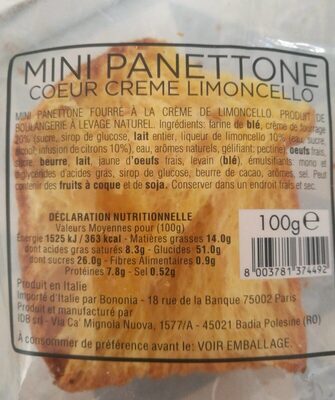 MINI PANETTONE
COEUR CREME LIMONCELLO
MINI PANETTONE FOURRÉ À LA CRÈME DE LIMONCELLO. PRODUIT DE
BOULANGERIE À LEVAGE NATUREL. Ingrédients: farine de blé, crème de fourrage
20% (sucre, sirop de glucose, lait entier, liqueur de limoncello 10% (eau, sucre,
alcool, infusion de citrons 10%), eau, arômes naturels, gélifiant: pectine), oeufs frais,
sucre, beurre, lait, jaune d'oeufs frais, levain (blé), émulsifiants: mono et
diglycérides d'acides gras, sirop de glucose, beurre de cacao, arômes, sel. Peut
contenir des fruits à coque et de soja. Conserver dans un endroit frais et sec.
DÉCLARATION NUTRITIONNELLE
Valeurs Moyennes pour (100g)
Énergie 1525 kJ / 363 kcal - Matières grasses 14.0g
dont acides gras saturés 8.3g - Glucides 51.0g
dont sucres 26.0g - Fibres Alimentaires 0.9g
Protéines 7.8g - Sel 0.52g
100g e
8 003781 374492
Produit en Italie
Importé d'Italie par Bononia - 18 rue de la Banque 75002 Paris
Produit et manufacturé par
IDB srl - Via Ca' Mignola Nuova, 1577/A - 45021 Badia Polesine (RO)
A consommer de préférence avant le: VOIR EMBALLAGE.